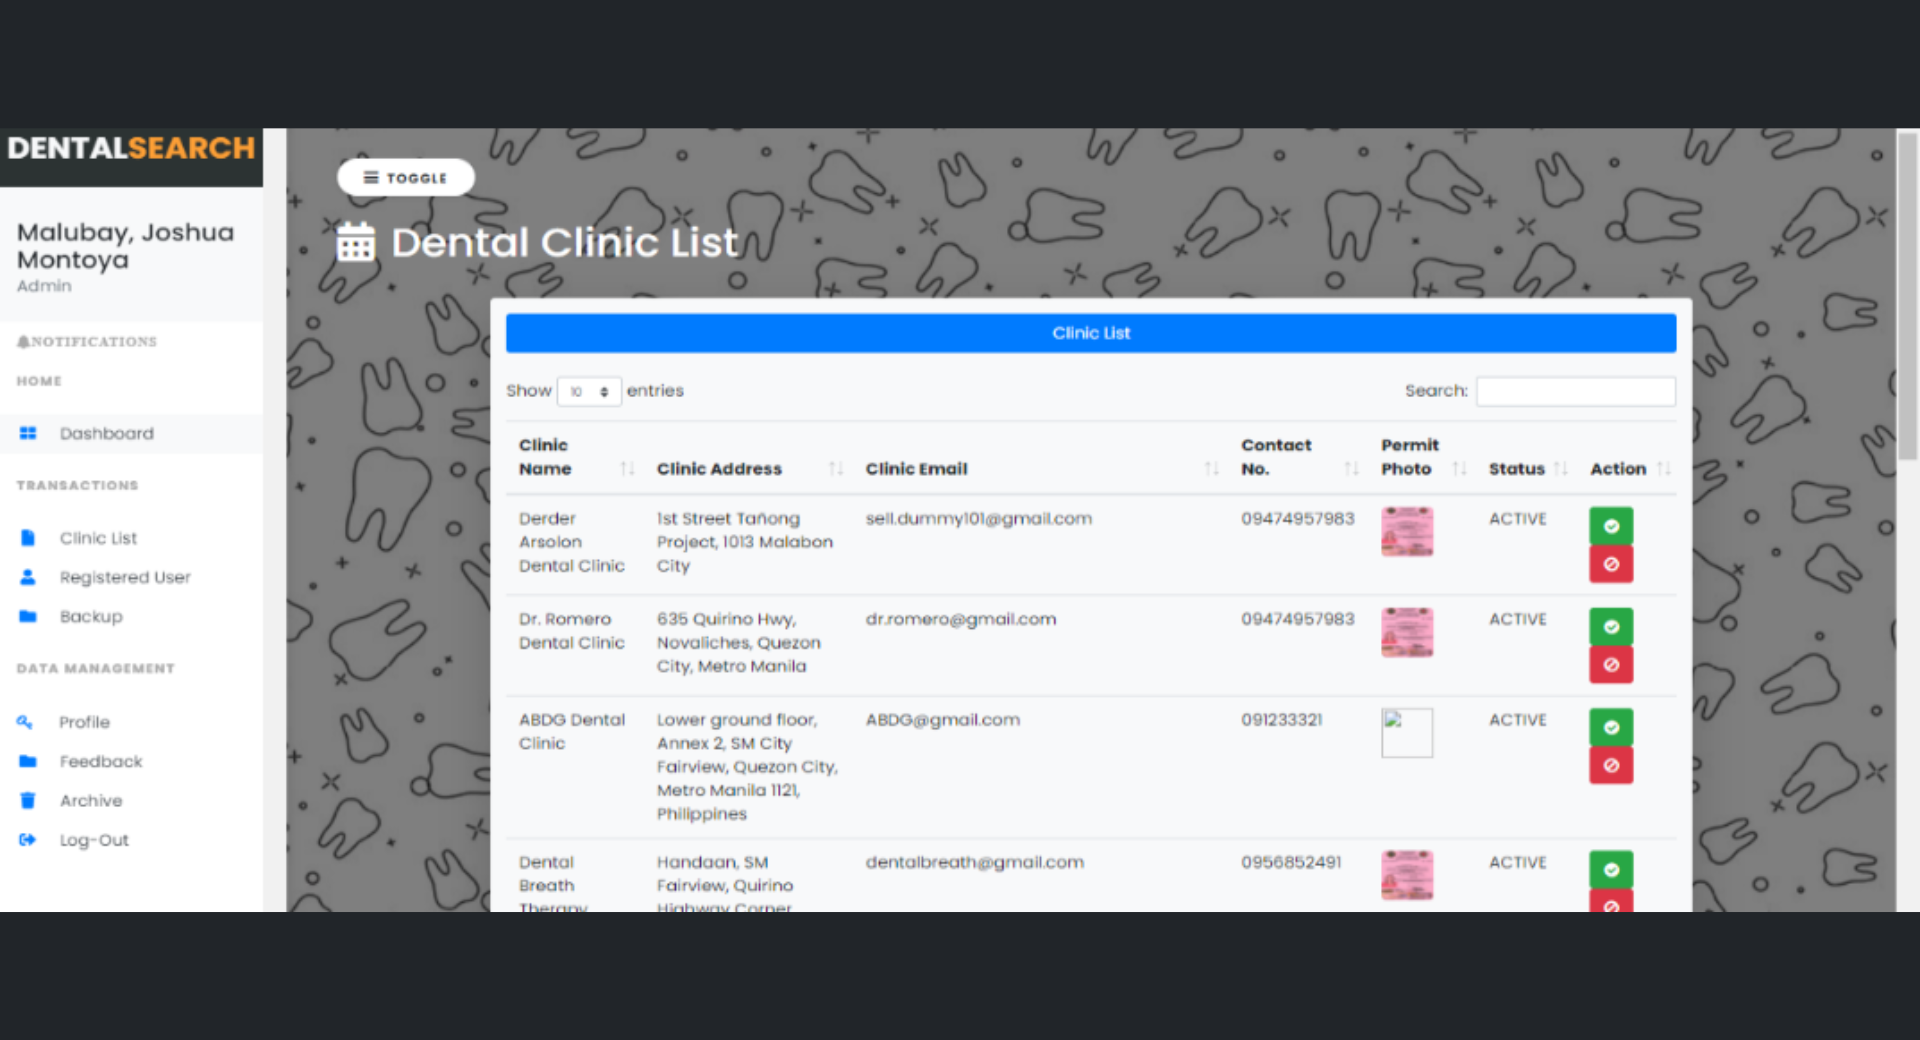 DENTALSEARCH
Malubay, Joshua
Montoya
Admin
NOTIFICATIONS
HOME
Dashboard
TRANSACTIONS
Clinic List
Registered User
Backup
DATA MANAGEMENT
Profile
Feedback
Archive
Log-Out
TOGGLE
Dental Clinic List
Clinic List
Show 10 entries
Search:
Clinic
Name
Clinic Address
Clinic Email
Contact
No.
Permit
Photo
Status
Action
Derder
Arsolon
Dental Clinic
1st Street Tañong
Project, 1013 Malabon
City
sell.dummy101@gmail.com
09474957983
ACTIVE
Dr. Romero
Dental Clinic
635 Quirino Hwy,
Novaliches, Quezon
City, Metro Manila
dr.romero@gmail.com
09474957983
ACTIVE
ABDG Dental
Clinic
Lower ground floor,
Annex 2, SM City
Fairview, Quezon City,
Metro Manila 1121,
Philippines
ABDG@gmail.com
091233321
ACTIVE
Dental
Breath
Therapy
Handaan, SM
Fairview, Quirino
Highway Corner
dentalbreath@gmail.com
0956852491
ACTIVE